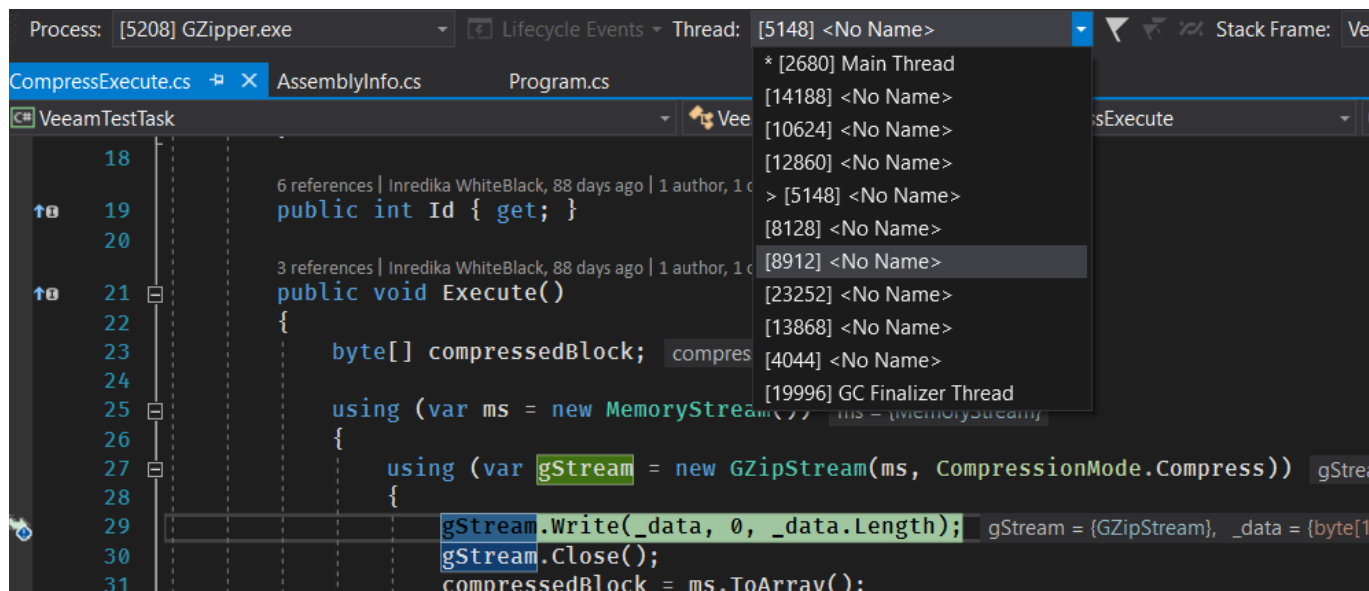 Process: [5208] GZipper.exe Lifecycle Events Thread: [5148] <No Name> Stack Frame:
CompressExecute.cs AssemblyInfo.cs Program.cs
C# VeeamTestTask
* [2680] Main Thread
[14188] <No Name>
[10624] <No Name>
[12860] <No Name>
> [5148] <No Name>
[8128] <No Name>
[8912] <No Name>
[23252] <No Name>
[13868] <No Name>
[4044] <No Name>
[19996] GC Finalizer Thread
18
6 references | Inredika WhiteBlack, 88 days ago | 1 author, 1
19 public int Id { get; }
20
3 references | Inredika WhiteBlack, 88 days ago | 1 author, 1
21 public void Execute()
22 {
23 byte[] compressedBlock;
24
25 using (var ms = new MemoryStream()) ms = {MemoryStream}
26 {
27 using (var gStream = new GZipStream(ms, CompressionMode.Compress))
28 {
29 gStream.Write(_data, 0, _data.Length); gStream = {GZipStream}, _data = {byte[1
30 gStream.Close();
31 compressedBlock = ms.ToArray();